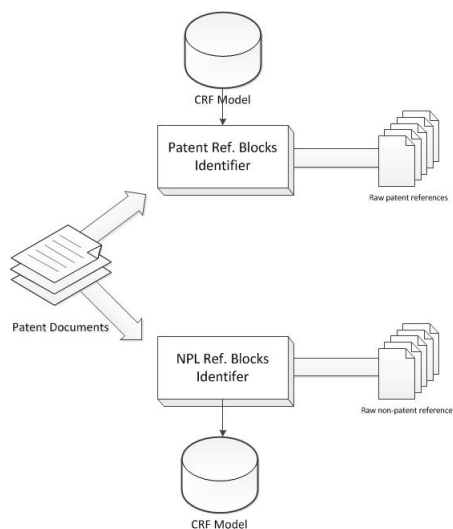 CRF Model
Patent Ref. Blocks
Identifier
Raw patent references
Patent Documents
NPL Ref. Blocks
Identifer
Raw non-patent reference
CRF Model